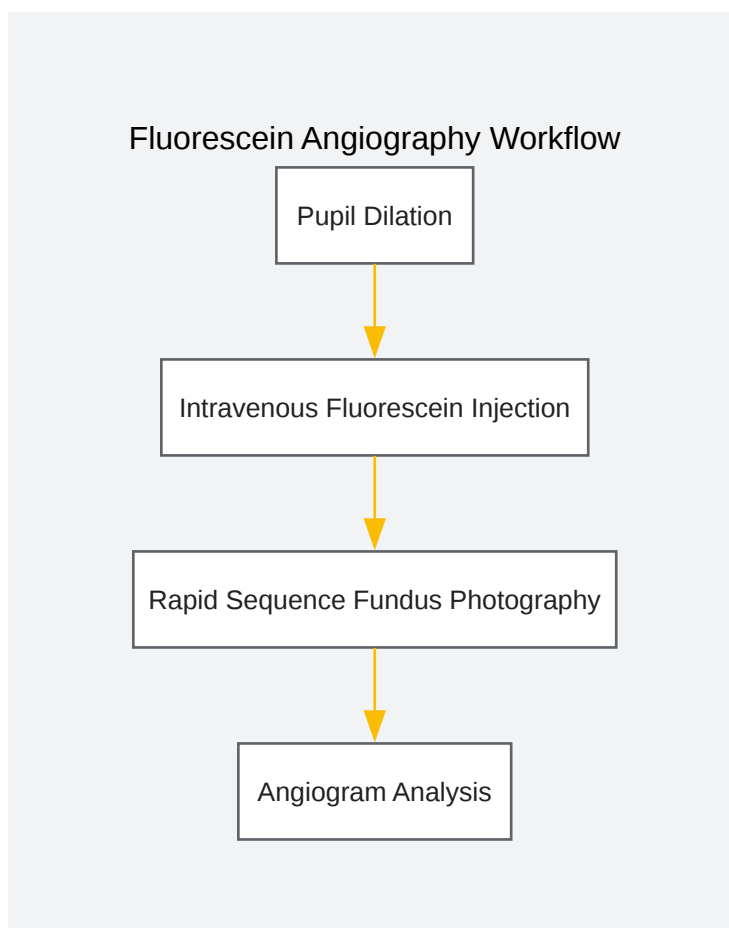 Fluorescein Angiography Workflow
Pupil Dilation
Intravenous Fluorescein Injection
Rapid Sequence Fundus Photography
Angiogram Analysis